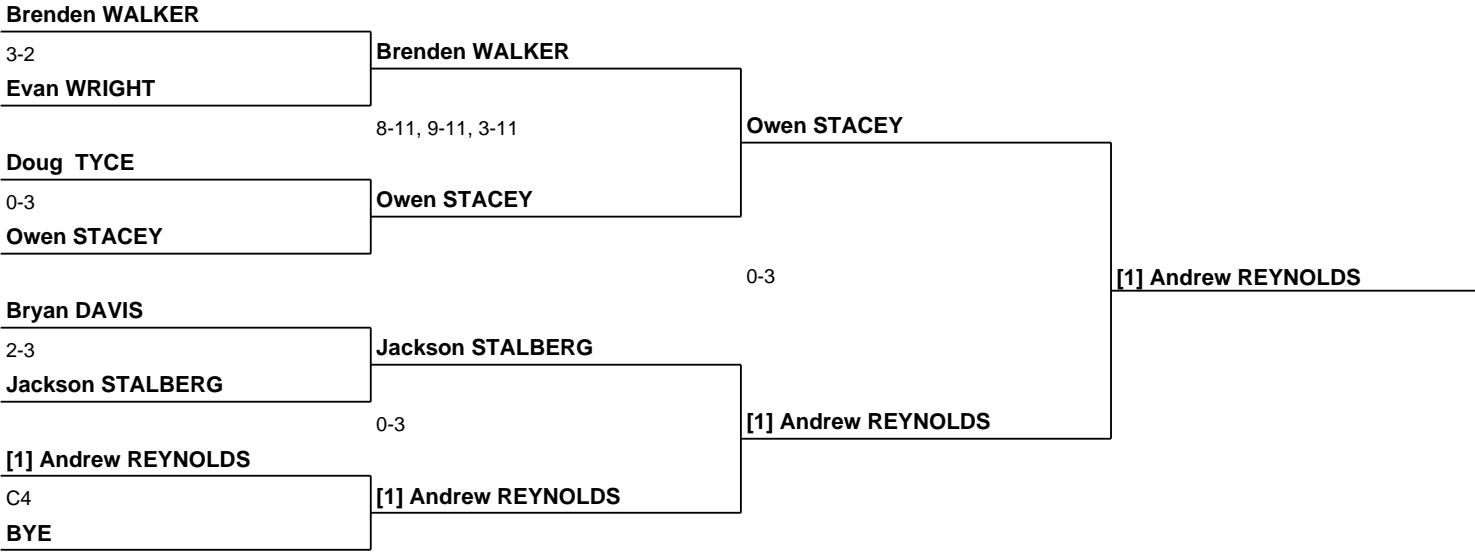 Brenden WALKER
3-2
Evan WRIGHT
Brenden WALKER
8-11, 9-11, 3-11
Owen STACEY
Doug  TYCE
0-3
Owen STACEY
Owen STACEY
0-3
[1] Andrew REYNOLDS
Bryan DAVIS
2-3
Jackson STALBERG
Jackson STALBERG
0-3
[1] Andrew REYNOLDS
[1] Andrew REYNOLDS
C4
BYE
[1] Andrew REYNOLDS